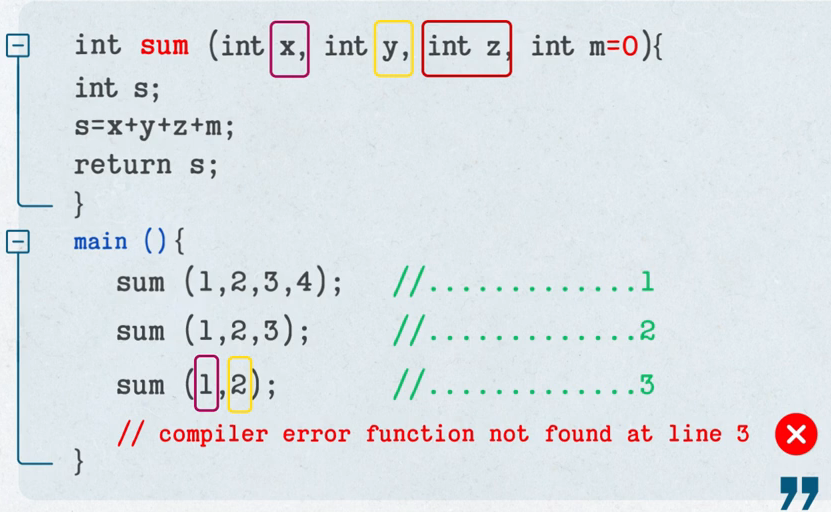 int sum (int x, int y, int z, int m=0){
int s;
s=x+y+z+m;
return s;
}
main (){
sum (1,2,3,4); //.............1
sum (1,2,3); //.............2
sum (1,2); //.............3
// compiler error function not found at line 3
}